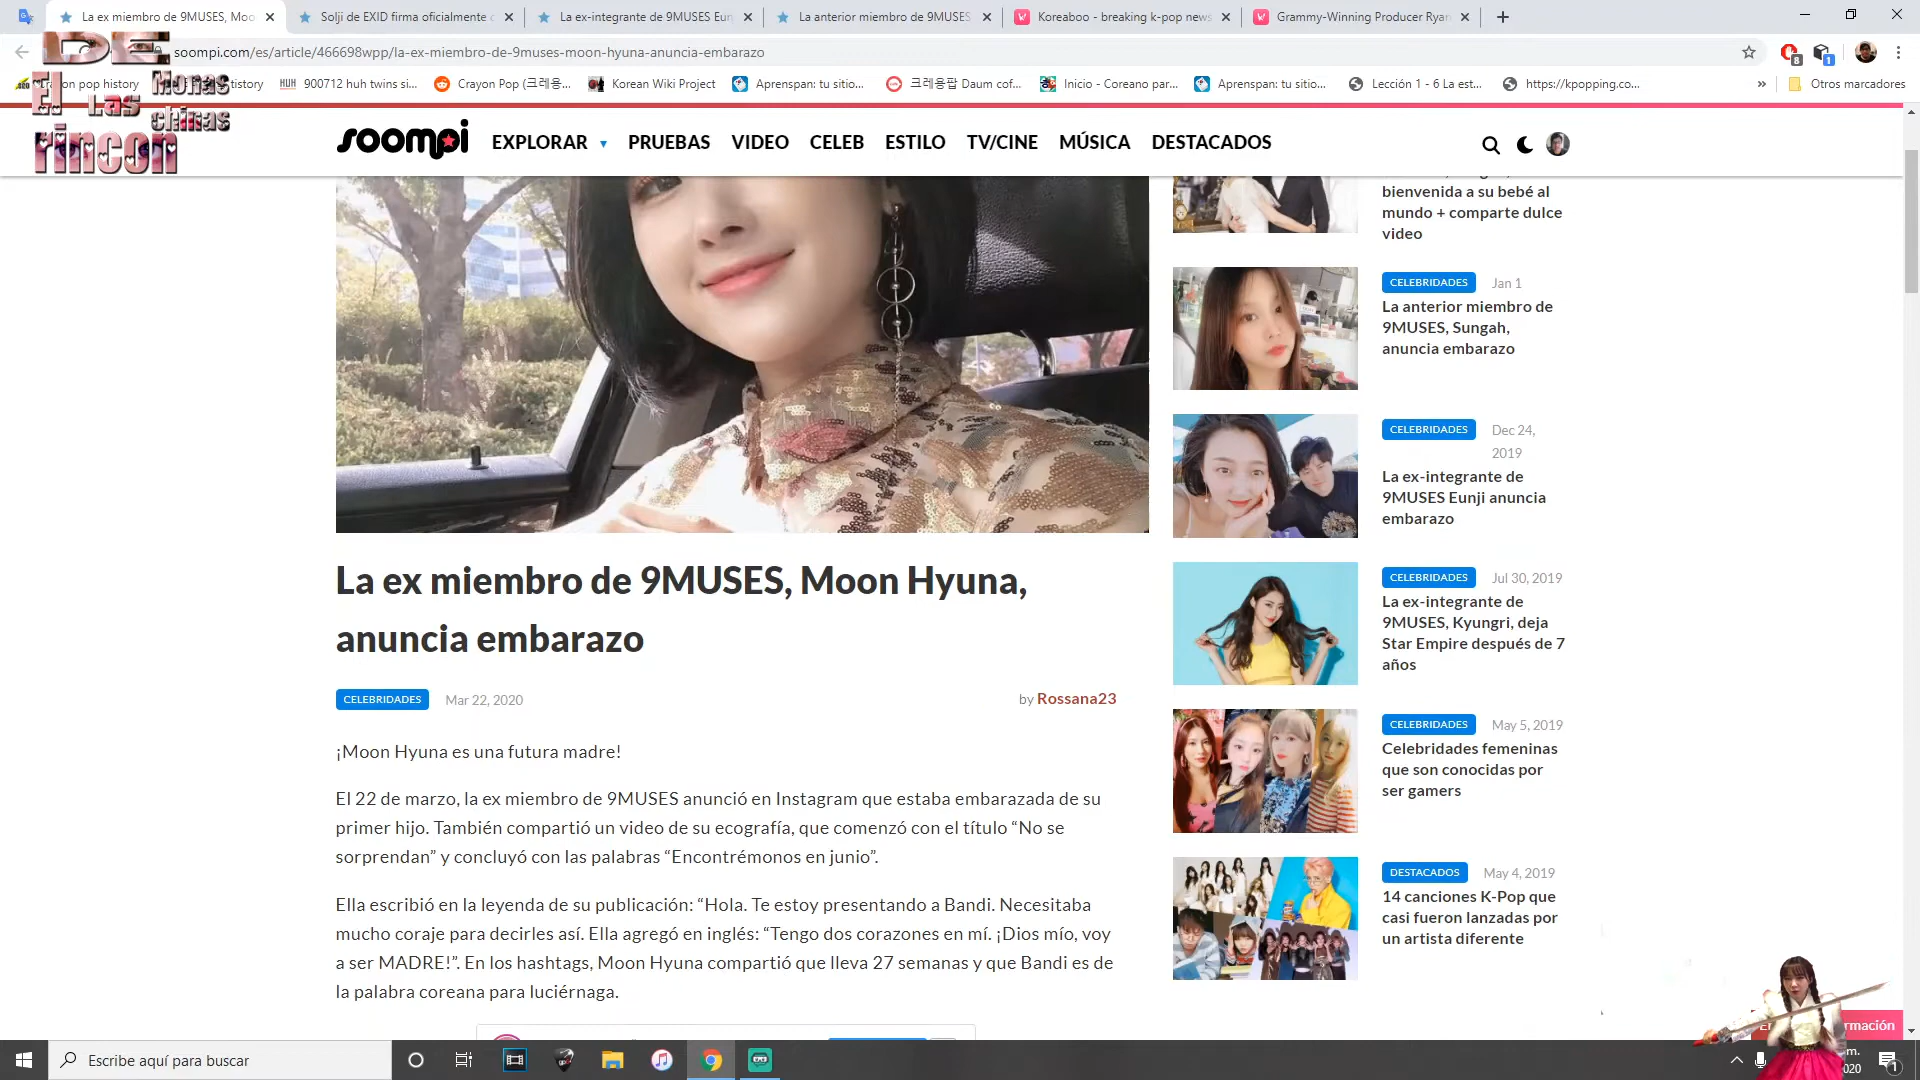 La ex miembro de 9MUSES, Moo
Solji de EXID firma oficialmente c
La ex-integrante de 9MUSES Eun
La anterior miembro de 9MUSES
Koreaboo - breaking k-pop news
Grammy-Winning Producer Ryan
soompi.com/es/article/466698wpp/la-ex-miembro-de-9muses-moon-hyuna-anuncia-embarazo
pop history
tistory
900712 huh twins si...
Crayon Pop (크레용...
Korean Wiki Project
Aprenspan: tu sitio...
크레용팝 Daum cof...
Inicio - Coreano par...
Aprenspan: tu sitio...
Lección 1 - 6 La est...
https://kpopping.co...
Otros marcadores
DE
El Las Monas chinas
rincon
soompi
EXPLORAR
PRUEBAS
VIDEO
CELEB
ESTILO
TV/CINE
MÚSICA
DESTACADOS
La ex miembro de 9MUSES, Moon Hyuna,
anuncia embarazo
CELEBRIDADES Mar 22, 2020
by Rossana23
¡Moon Hyuna es una futura madre!
El 22 de marzo, la ex miembro de 9MUSES anunció en Instagram que estaba embarazada de su
primer hijo. También compartió un video de su ecografía, que comenzó con el título “No se
sorprendan” y concluyó con las palabras “Encontrémonos en junio”.
Ella escribió en la leyenda de su publicación: “Hola. Te estoy presentando a Bandi. Necesitaba
mucho coraje para decirles así. Ella agregó en inglés: “Tengo dos corazones en mí. ¡Dios mío, voy
a ser MADRE!”. En los hashtags, Moon Hyuna compartió que lleva 27 semanas y que Bandi es de
la palabra coreana para luciérnaga.
bienvenida a su bebé al
mundo + comparte dulce
video
CELEBRIDADES Jan 1
La anterior miembro de
9MUSES, Sungah,
anuncia embarazo
CELEBRIDADES Dec 24,
2019
La ex-integrante de
9MUSES Eunji anuncia
embarazo
CELEBRIDADES Jul 30, 2019
La ex-integrante de
9MUSES, Kyungri, deja
Star Empire después de 7
años
CELEBRIDADES May 5, 2019
Celebridades femeninas
que son conocidas por
ser gamers
DESTACADOS May 4, 2019
14 canciones K-Pop que
casi fueron lanzadas por
un artista diferente
rmación
Escribe aquí para buscar
m.
020